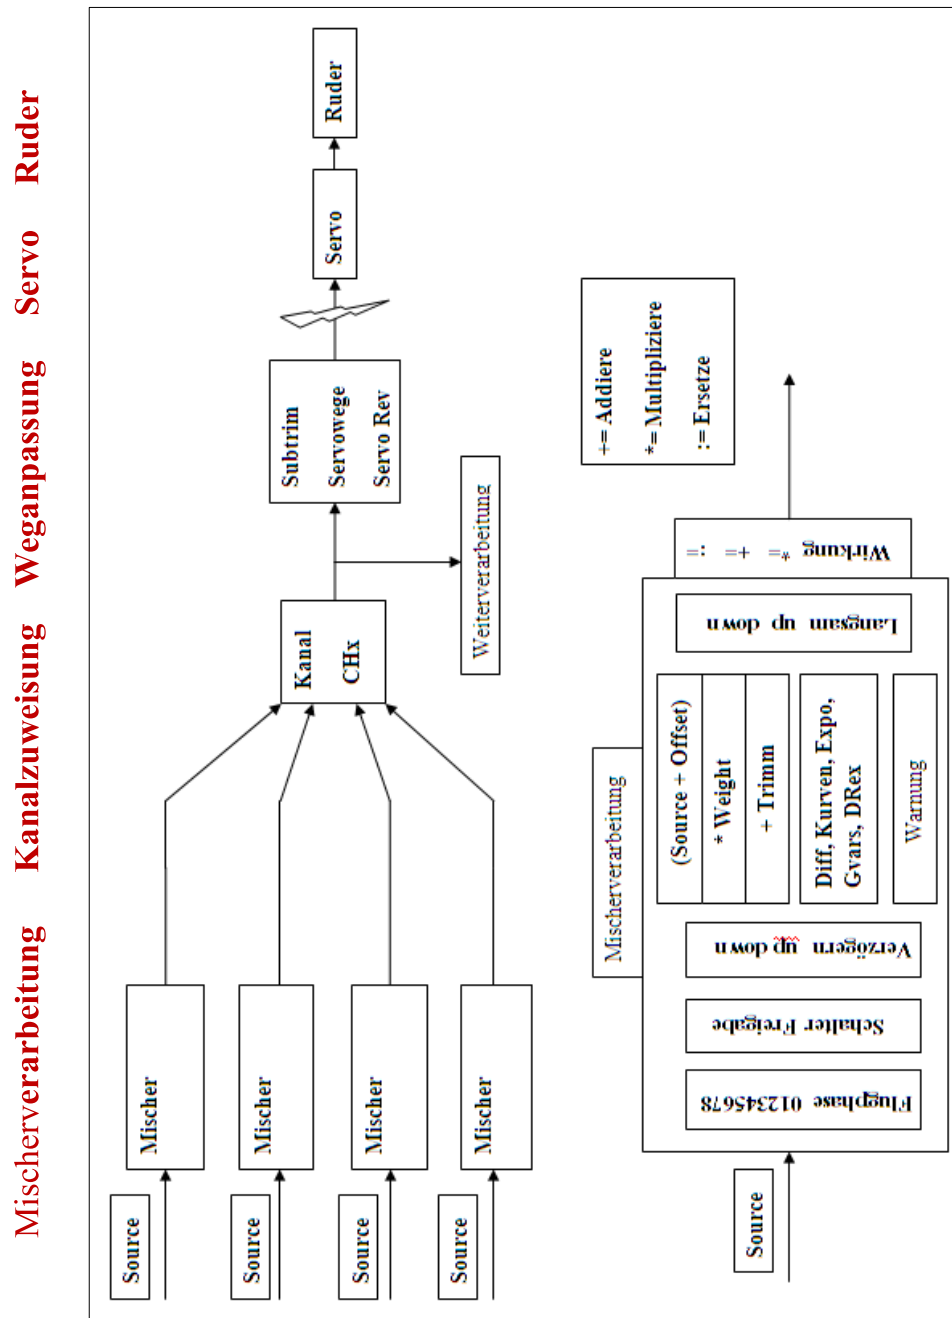 Mischerverarbeitung Kanalzuweisung Weganpassung Servo Ruder
Source
Mischer
Source
Mischer
Source
Mischer
Source
Mischer
Kanal
CHx
Weiterverarbeitung
Subtrim
Servowege
Servo Rev
Servo
Ruder
Source
Mischerverarbeitung
Flugphase 012345678
Schalter Freigabe
Verzögern up down
(Source + Offset)
* Weight
+ Trimm
Diff, Kurven, Expo,
Gvars, DRex
Warnung
Langsam up down
Wirkung *= += :=
+= Addiere
*= Multipliziere
:= Ersetze